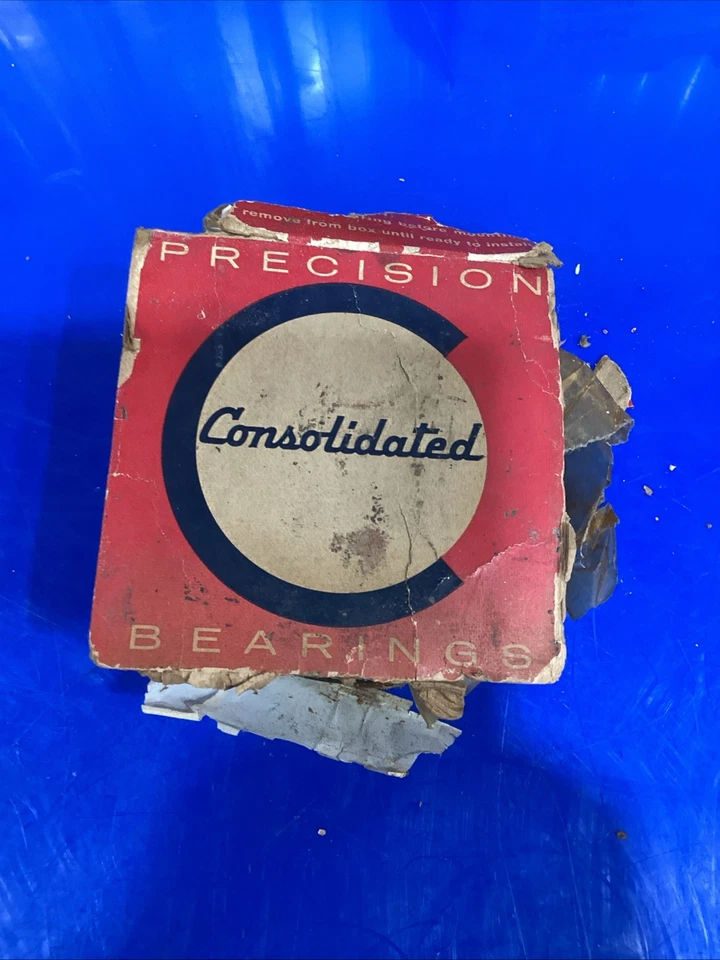 remove from box until ready to install
PRECISION
Consolidated
BEARINGS